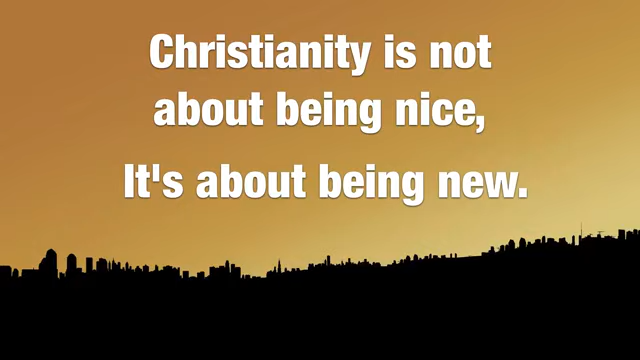 Christianity is not
about being nice,
It's about being new.